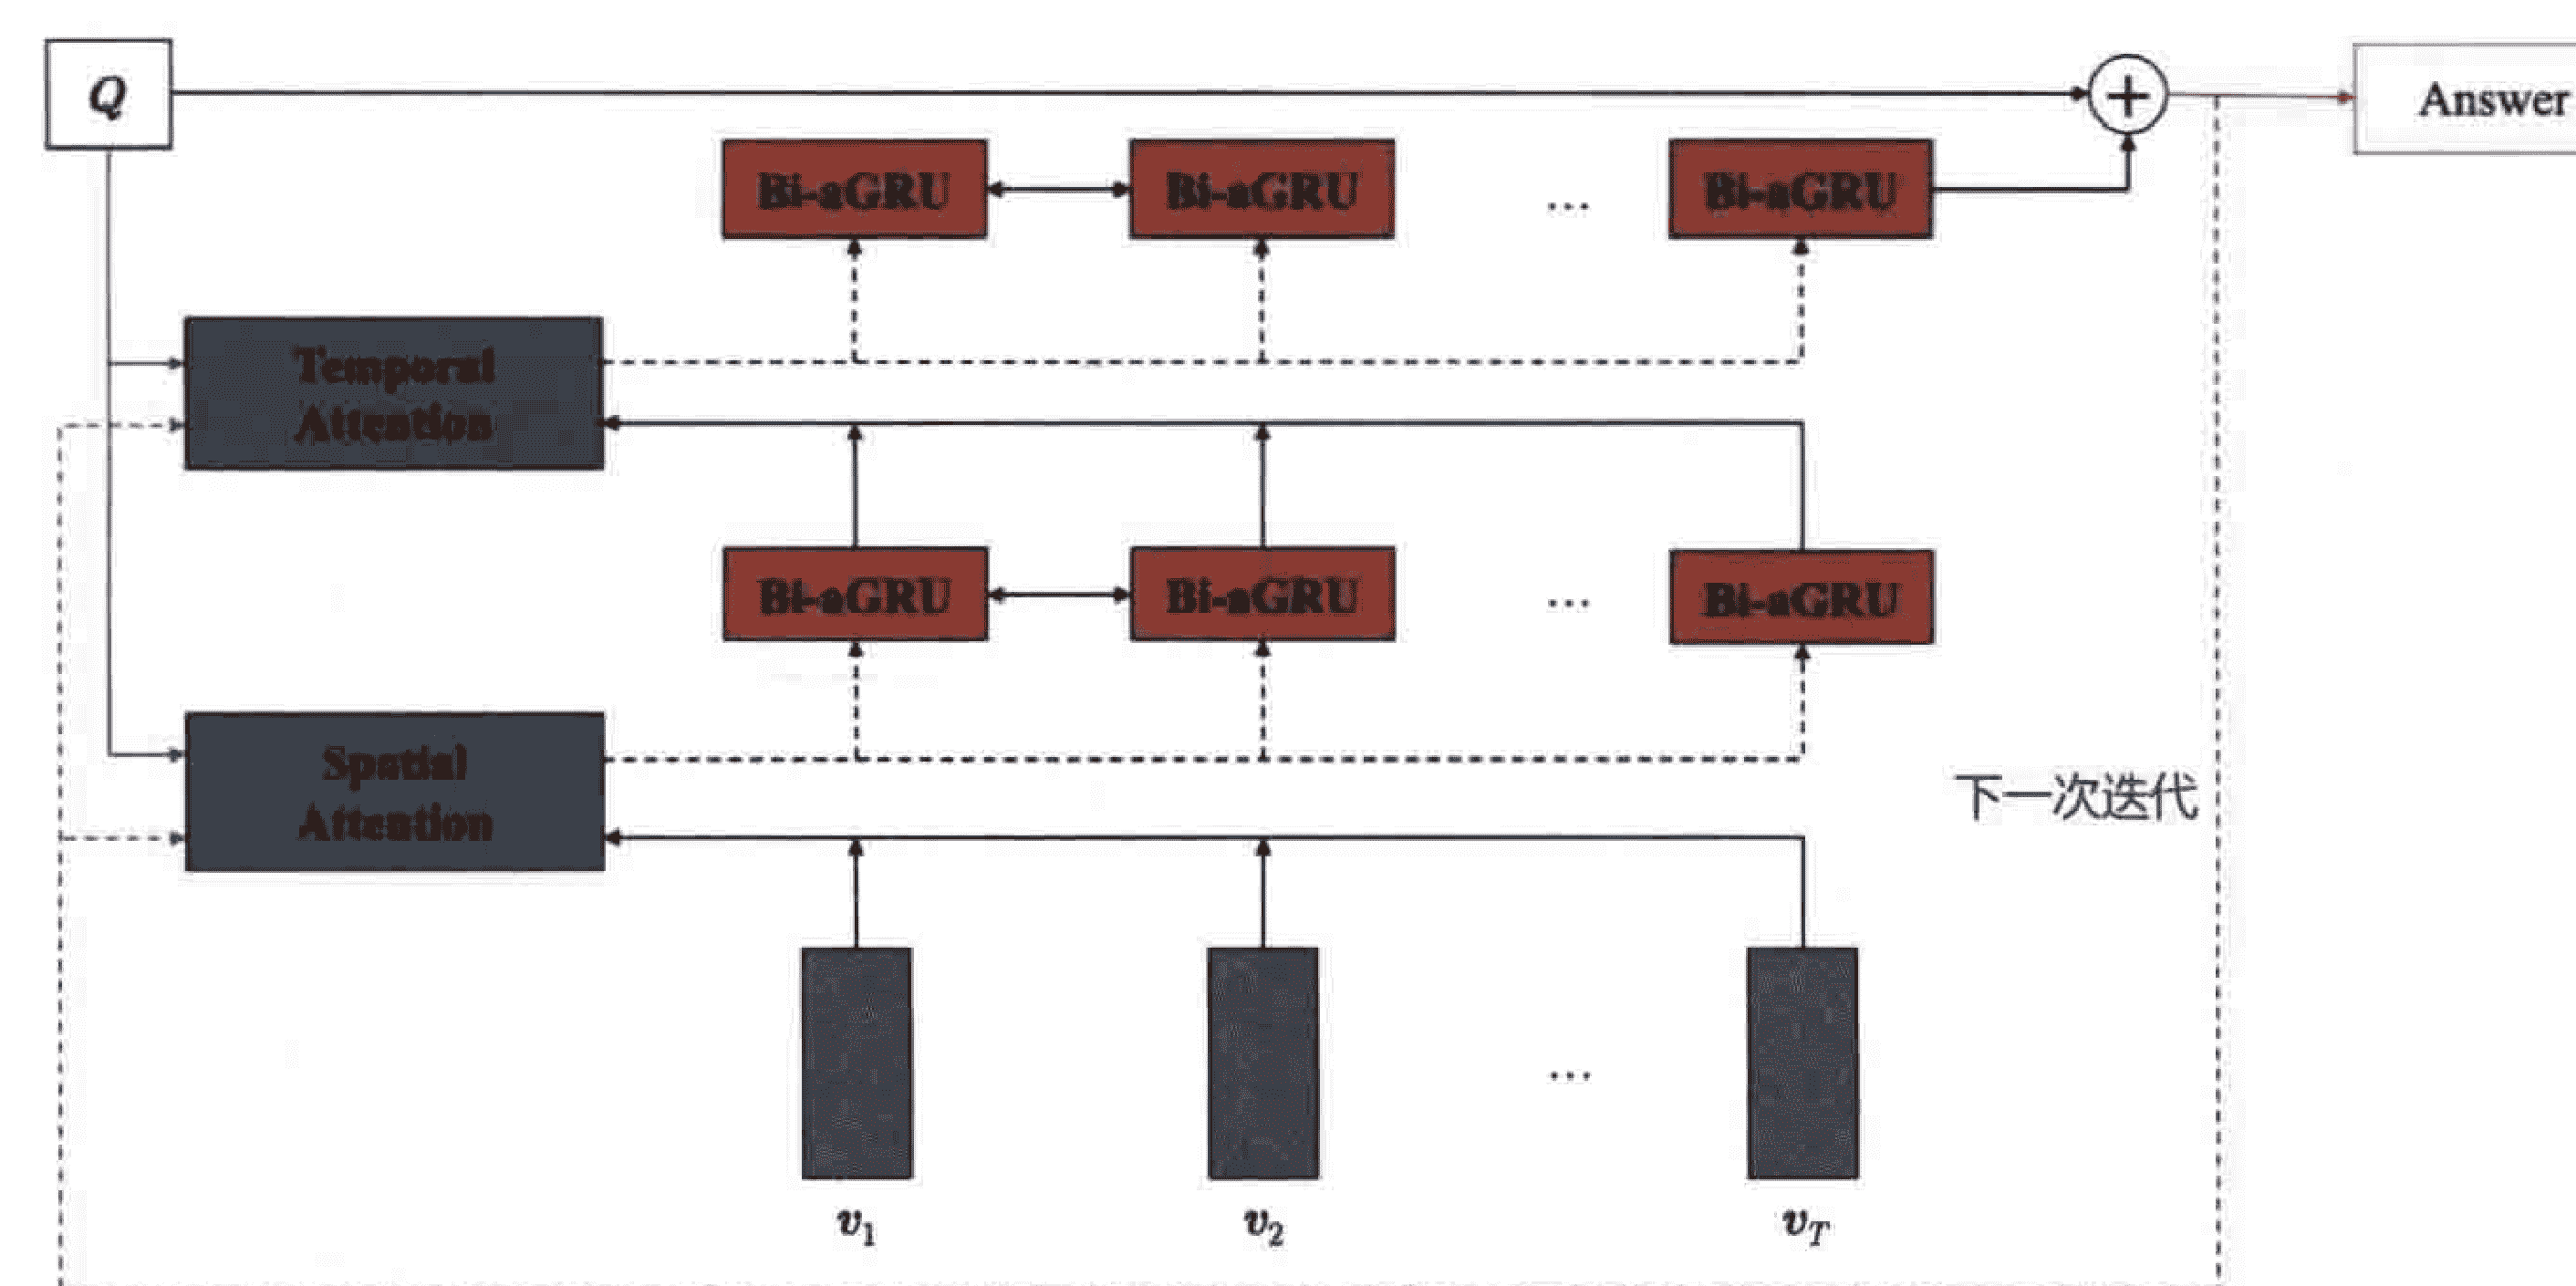 Q
+
Answer
Bi-aGRU
Bi-aGRU
...
Bi-aGRU
Temporal
Attention
Bi-aGRU
Bi-aGRU
...
Bi-aGRU
Spatial
Attention
下一次迭代
...
v₁
v₂
v_T